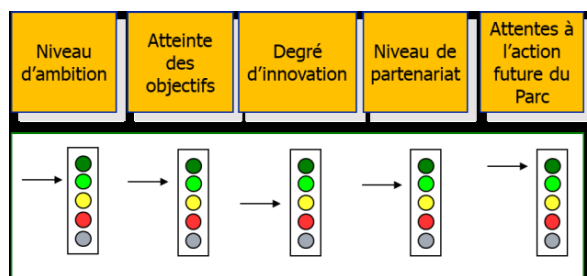 Niveau
d'ambition
Atteinte
des
objectifs
Degré
d'innovation
Niveau de
partenariat
Attentes à
l'action
future du
Parc